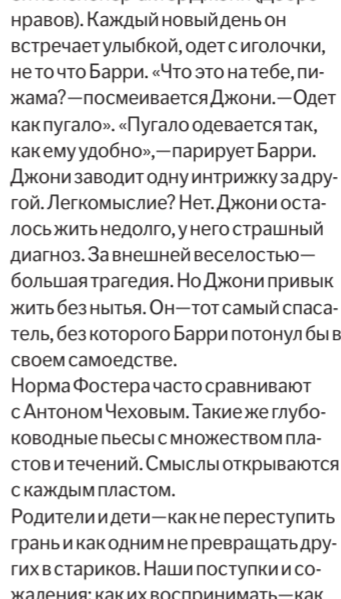 нравов). Каждый новый день он
встречает улыбкой, одет с иголочки,
не то что Барри. «Что это на тебе, пи-
жама?—посмеивается Джони.—Одет
как пугало». «Пугало одевается так,
как ему удобно»,—парирует Барри.
Джони заводит одну интрижку за дру-
гой. Легкомыслие? Нет. Джони оста-
лось жить недолго, у него страшный
диагноз. За внешней веселостью—
большая трагедия. Но Джони привык
жить без нытья. Он—тот самый спаса-
тель, без которого Барри потонул бы в
своем самоедстве.
Норма Фостера часто сравнивают
с Антоном Чеховым. Такие же глубо-
ководные пьесы с множеством пла-
стов и течений. Смыслы открываются
с каждым пластом.
Родители и дети—как не переступить
грань и как одним не превращать дру-
гих в стариков. Наши поступки и со-
жаления: как их воспринимать—как